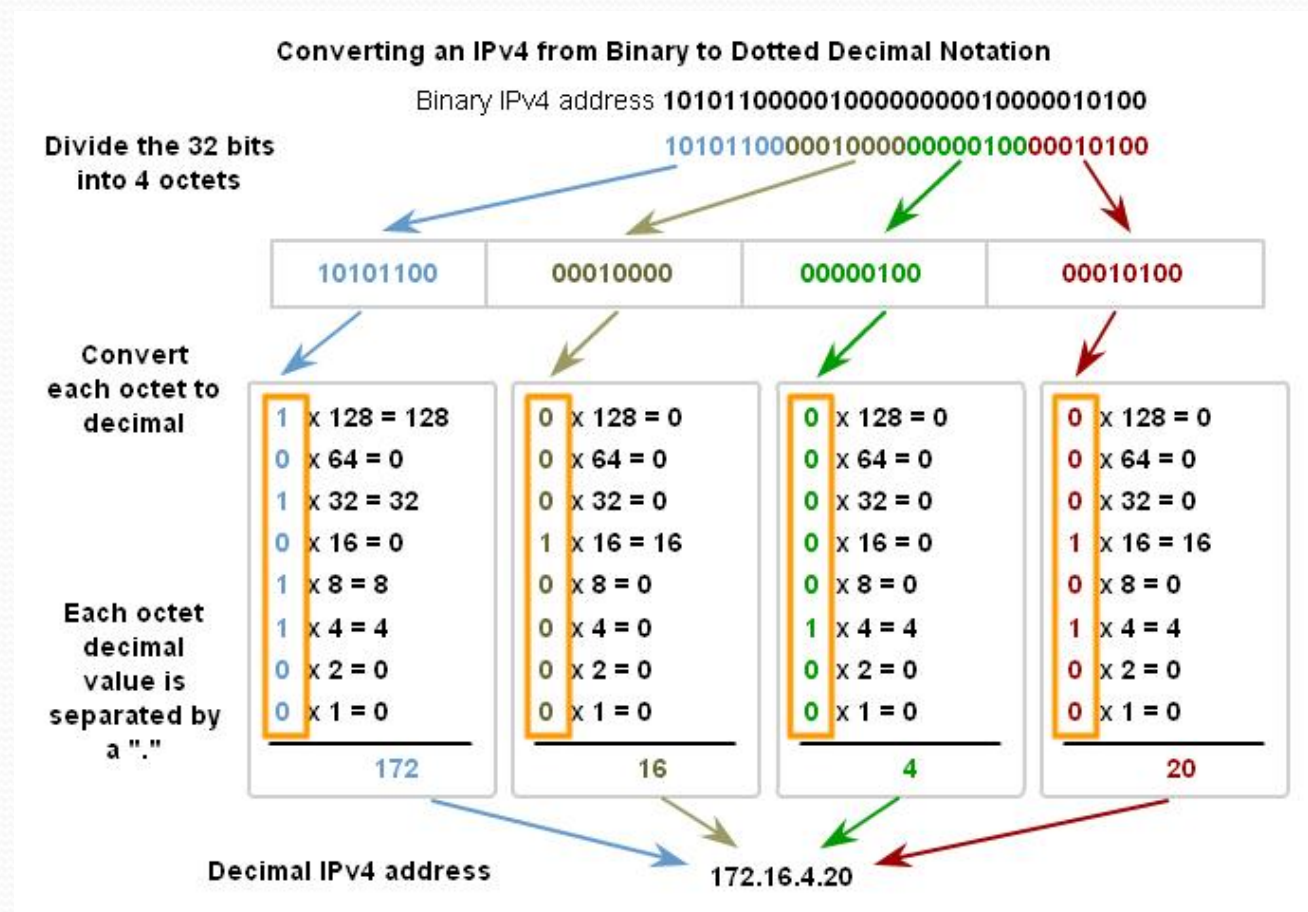 Converting an IPv4 from Binary to Dotted Decimal Notation
Binary IPv4 address 10101100000100000000010000010100
Divide the 32 bits
into 4 octets
10101100000100000000010000010100
10101100
00010000
00000100
00010100
Convert
each octet to
decimal
1 x 128 = 128
0 x 64 = 0
1 x 32 = 32
0 x 16 = 0
1 x 8 = 8
1 x 4 = 4
0 x 2 = 0
0 x 1 = 0
172
0 x 128 = 0
0 x 64 = 0
0 x 32 = 0
1 x 16 = 16
0 x 8 = 0
0 x 4 = 0
0 x 2 = 0
0 x 1 = 0
16
0 x 128 = 0
0 x 64 = 0
0 x 32 = 0
0 x 16 = 0
0 x 8 = 0
1 x 4 = 4
0 x 2 = 0
0 x 1 = 0
4
0 x 128 = 0
0 x 64 = 0
0 x 32 = 0
1 x 16 = 16
0 x 8 = 0
1 x 4 = 4
0 x 2 = 0
0 x 1 = 0
20
Each octet
decimal
value is
separated by
a "."
Decimal IPv4 address
172.16.4.20